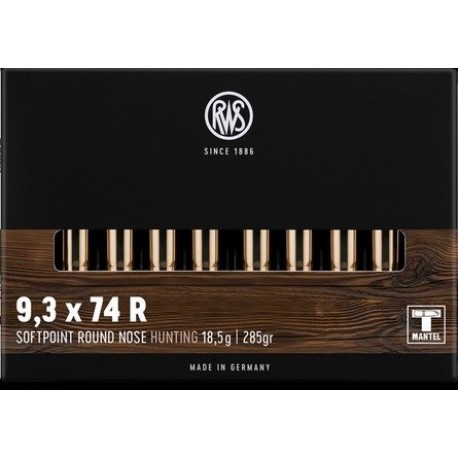 RWS
SINCE 1886
9,3 x 74 R
SOFTPOINT ROUND NOSE HUNTING 18,5g | 285gr
T
MANTEL
MADE IN GERMANY